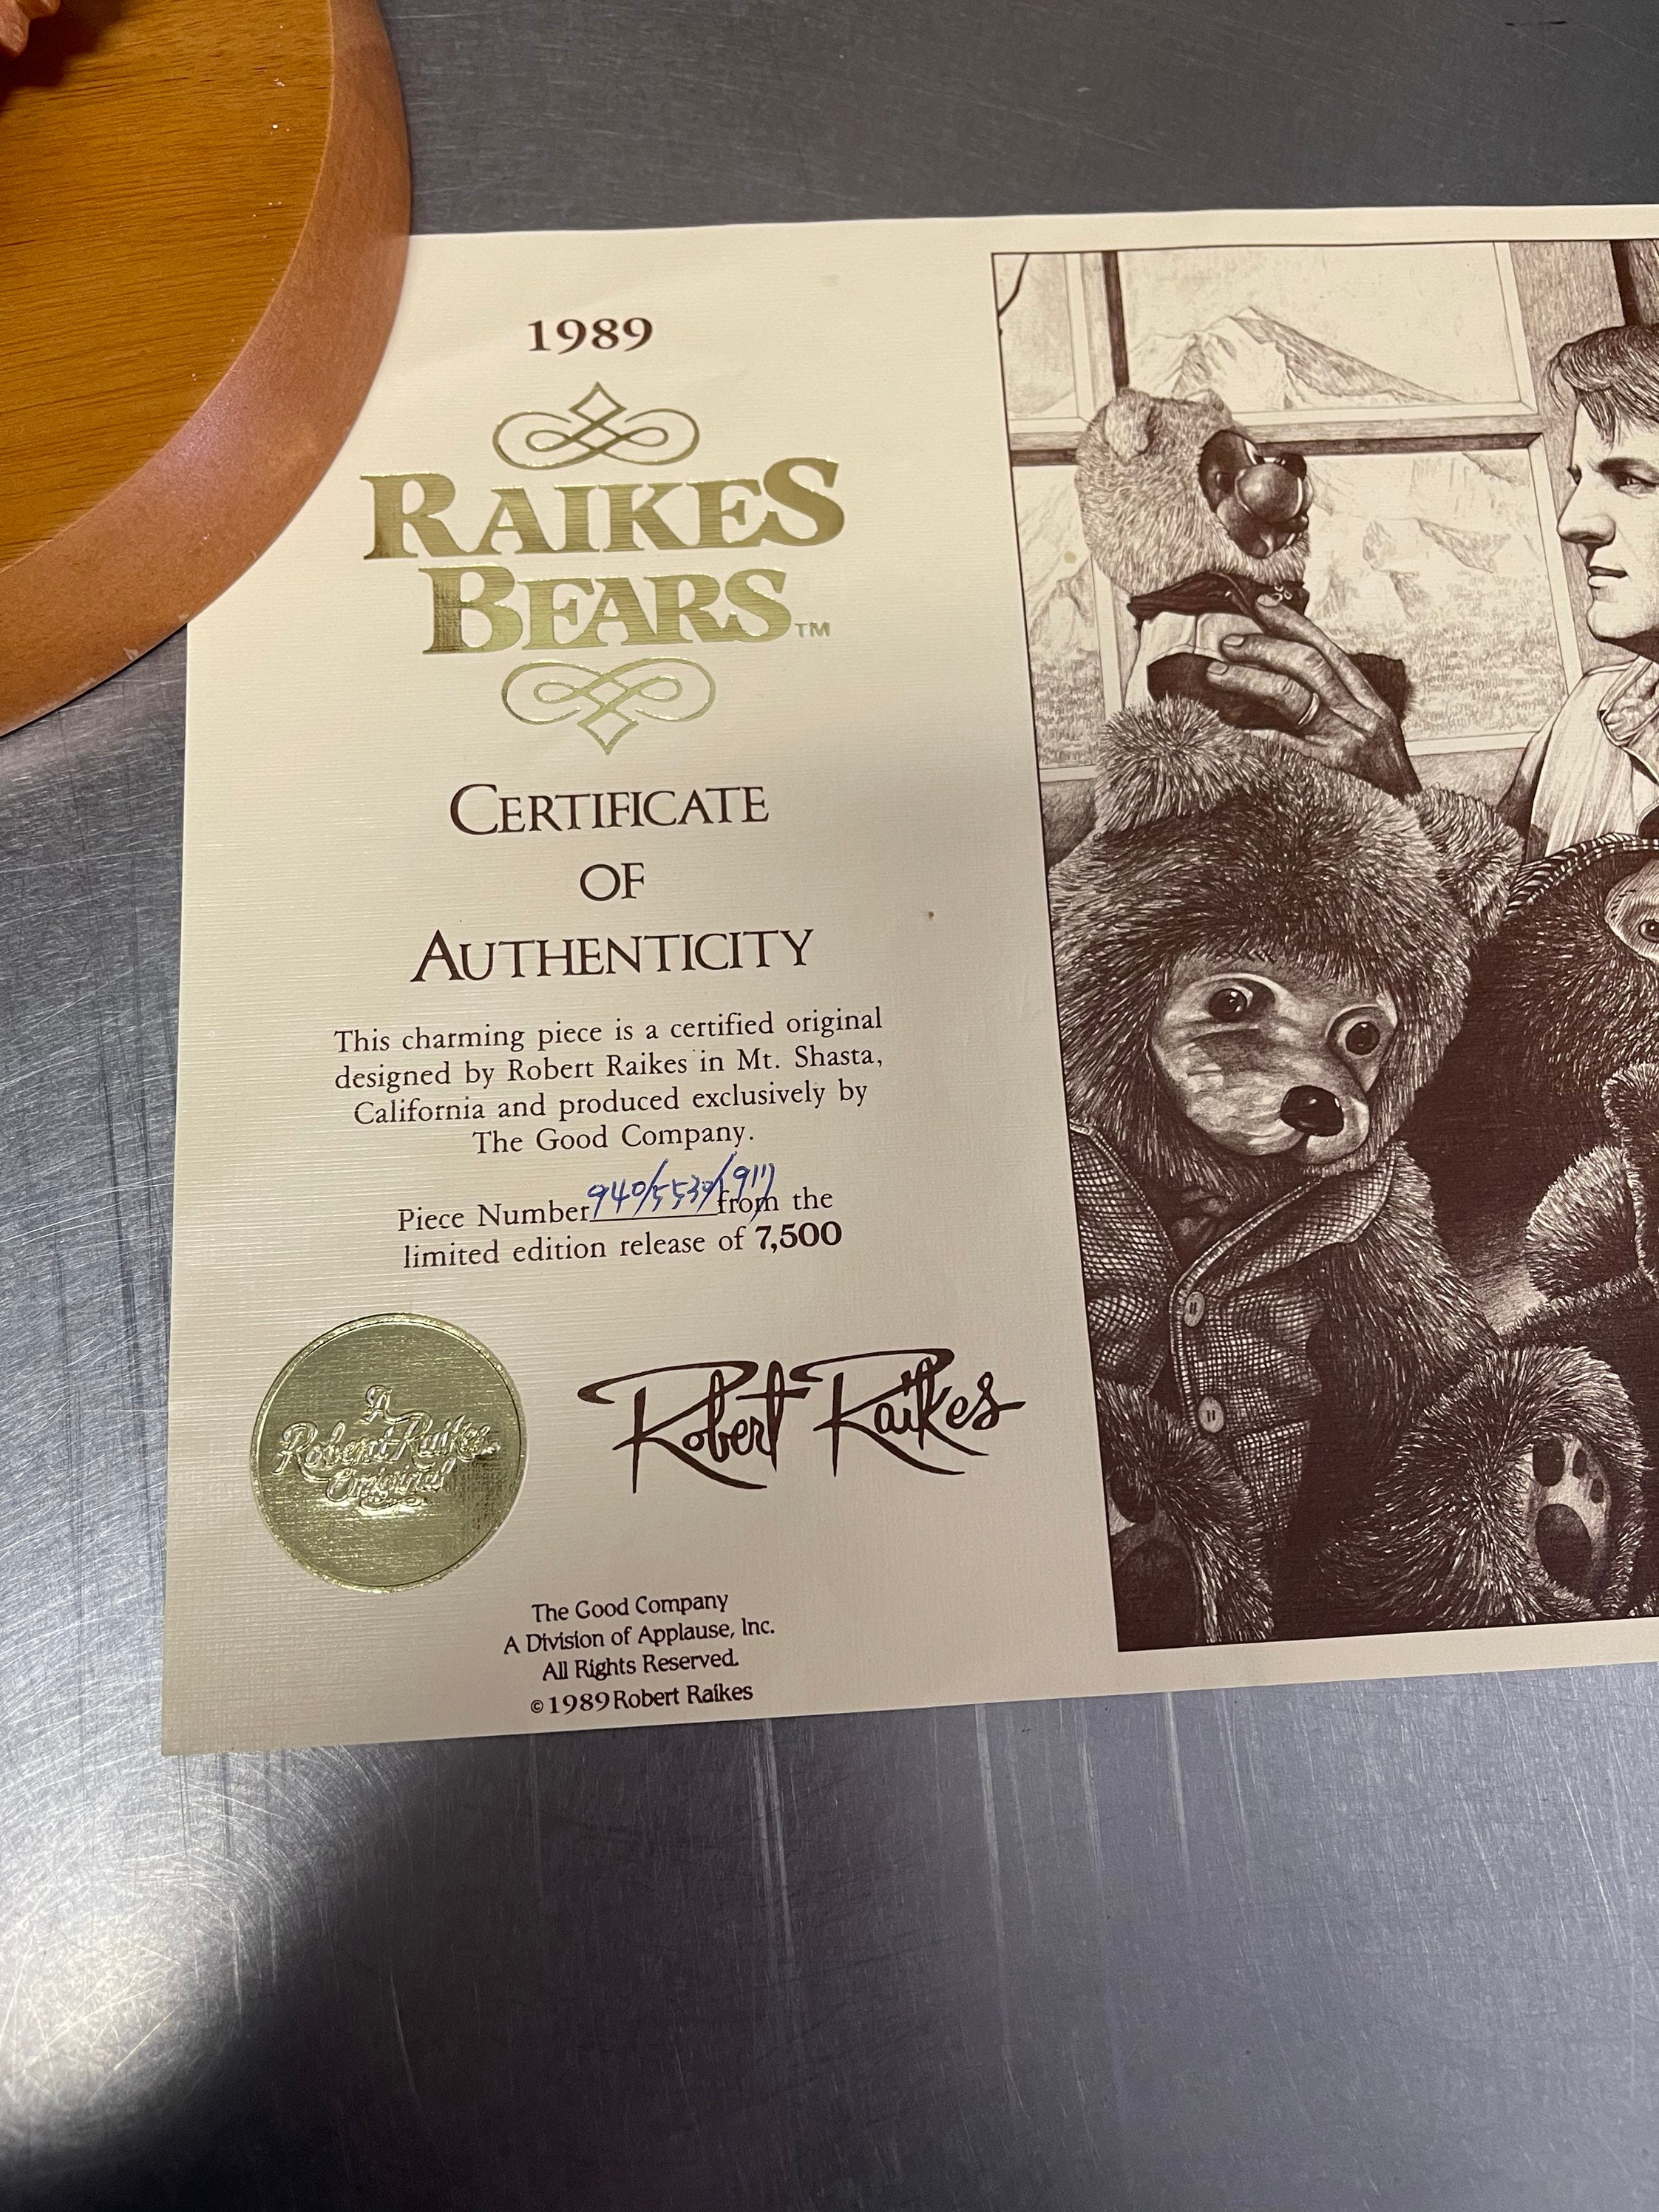 1989
RAIKES
BEARS™
CERTIFICATE
OF
AUTHENTICITY
This charming piece is a certified original
designed by Robert Raikes in Mt. Shasta,
California and produced exclusively by
The Good Company.
Piece Number 940/5530/1911 from the
limited edition release of 7,500
A
Robert Raikes
Original
Robert Raikes
The Good Company
A Division of Applause, Inc.
All Rights Reserved.
©1989 Robert Raikes